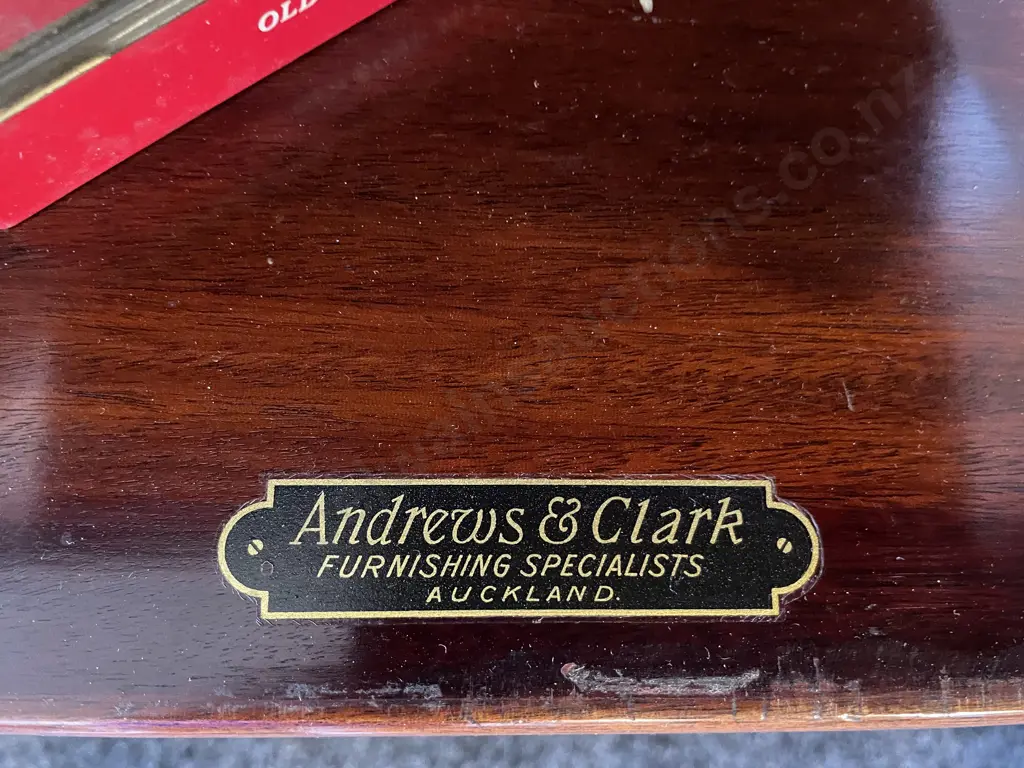 OLD
Andrews & Clark
FURNISHING SPECIALISTS
AUCKLAND.